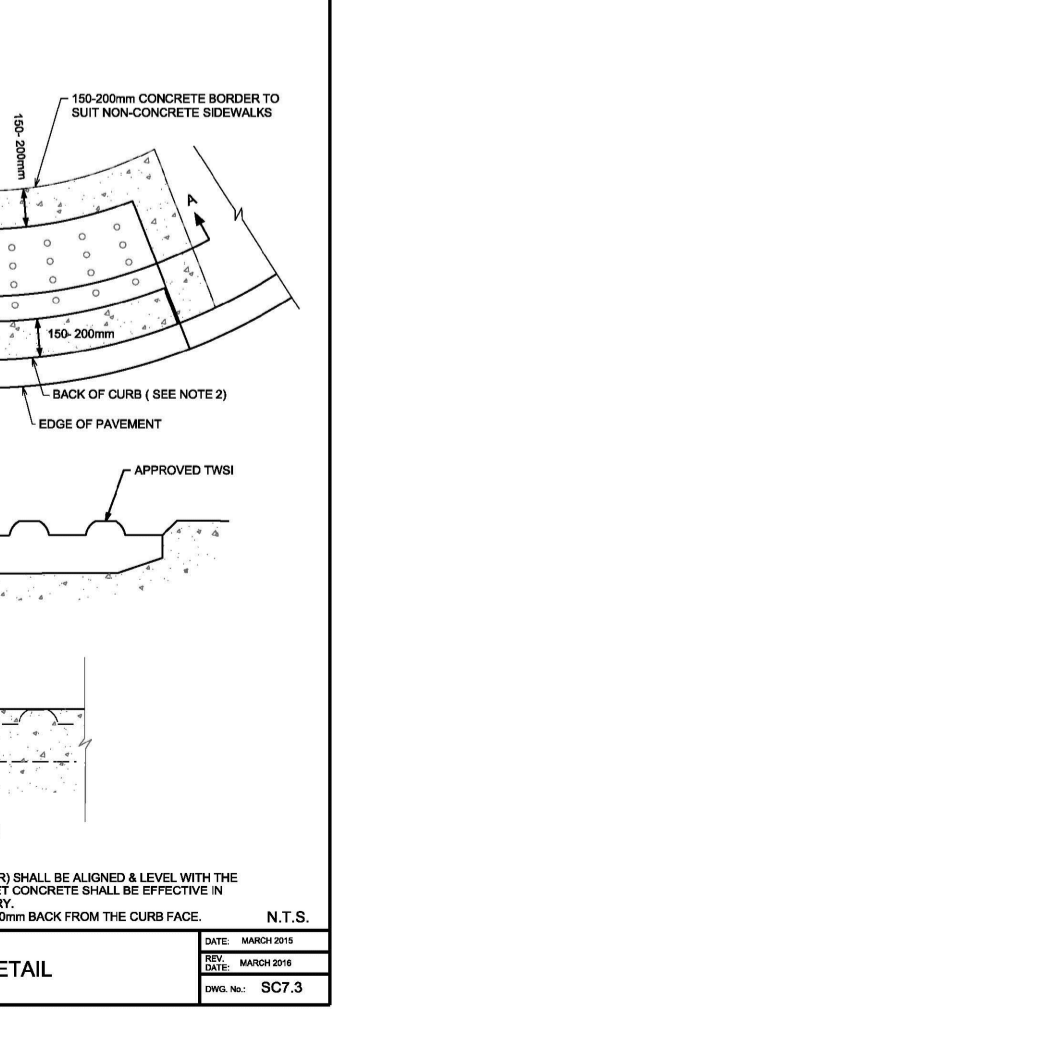 150-200mm CONCRETE BORDER TO
SUIT NON-CONCRETE SIDEWALKS
150- 200mm
A
150- 200mm
BACK OF CURB ( SEE NOTE 2)
EDGE OF PAVEMENT
APPROVED TWSI
R) SHALL BE ALIGNED & LEVEL WITH THE
ET CONCRETE SHALL BE EFFECTIVE IN
RY.
0mm BACK FROM THE CURB FACE.
N.T.S.
ETAIL
DATE: MARCH 2015
REV.
DATE: MARCH 2016
DWG. No.: SC7.3